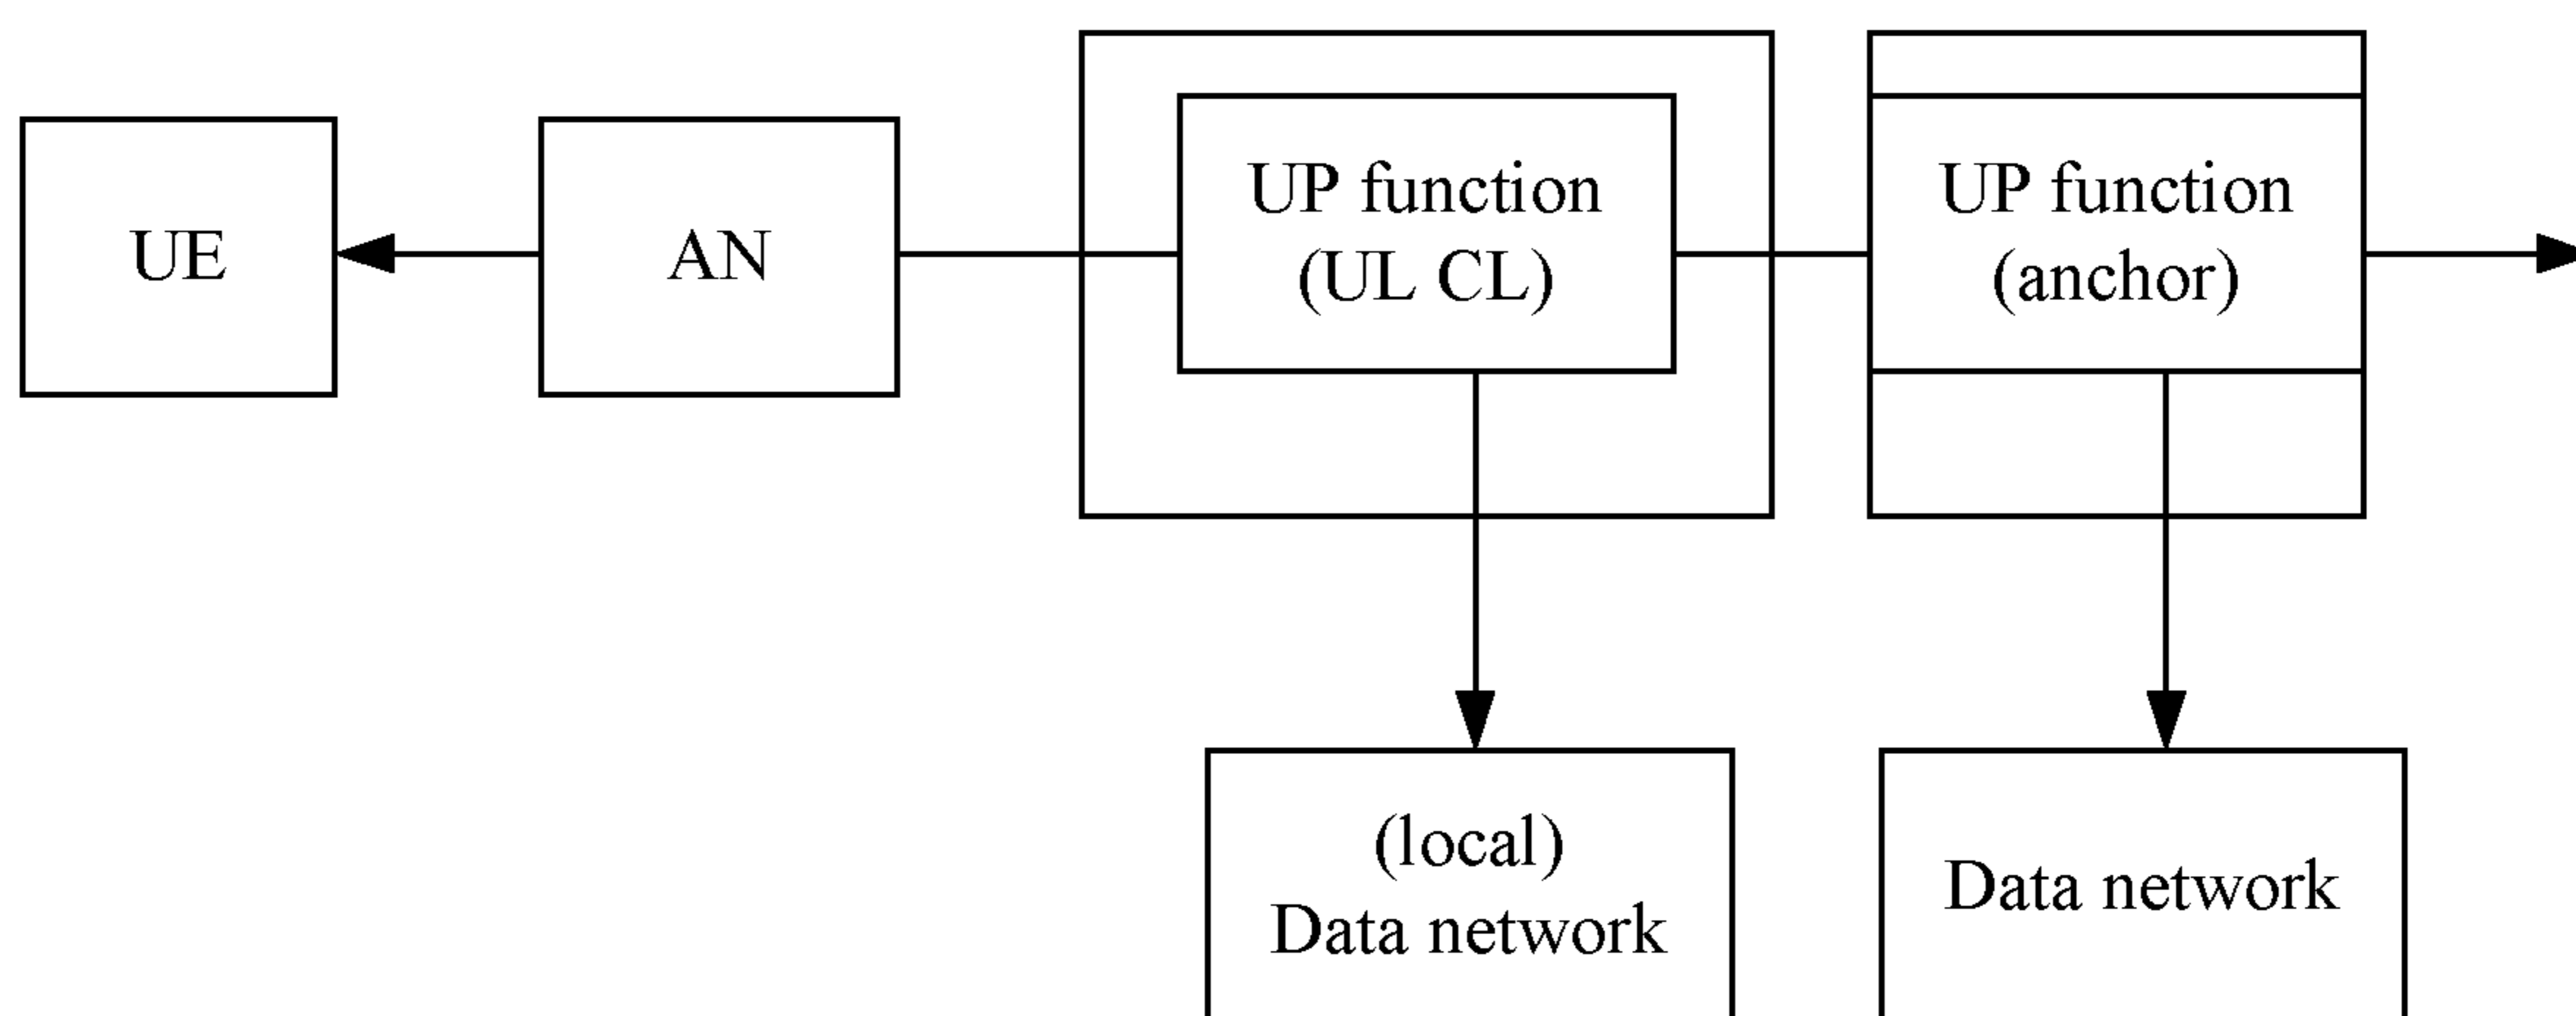 UE
AN
UP function
(UL CL)
UP function
(anchor)
(local)
Data network
Data network